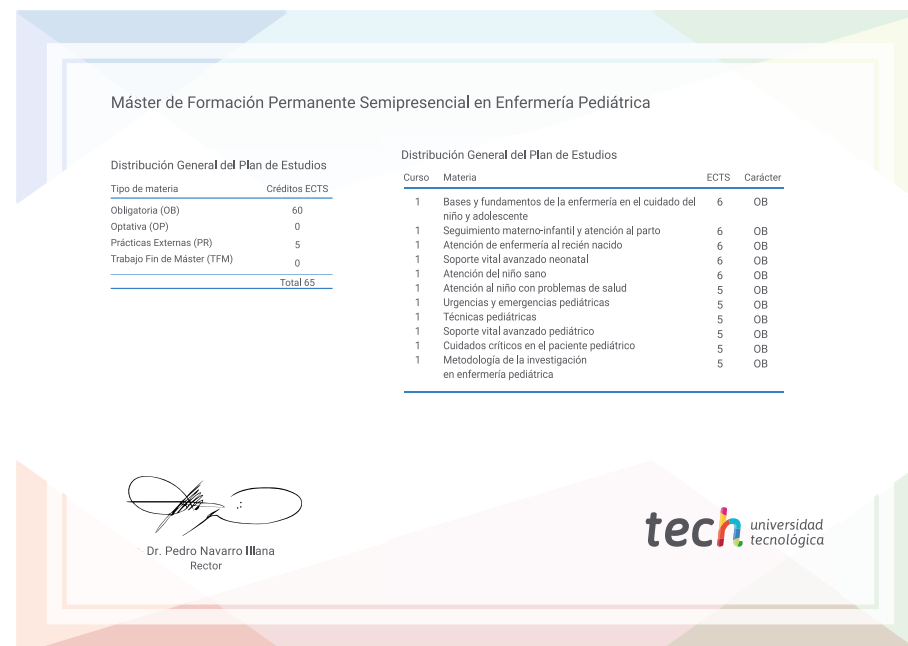 Máster de Formación Permanente Semipresencial en Enfermería Pediátrica
Distribución General del Plan de Estudios
Tipo de materia Créditos ECTS
Obligatoria (OB) 60
Optativa (OP) 0
Prácticas Externas (PR) 5
Trabajo Fin de Máster (TFM) 0
Total 65
Distribución General del Plan de Estudios
Curso Materia ECTS Carácter
1 Bases y fundamentos de la enfermería en el cuidado del 6 OB
niño y adolescente
1 Seguimiento materno-infantil y atención al parto 6 OB
1 Atención de enfermería al recién nacido 6 OB
1 Soporte vital avanzado neonatal 6 OB
1 Atención del niño sano 6 OB
1 Atención al niño con problemas de salud 5 OB
1 Urgencias y emergencias pediátricas 5 OB
1 Técnicas pediátricas 5 OB
1 Soporte vital avanzado pediátrico 5 OB
1 Cuidados críticos en el paciente pediátrico 5 OB
1 Metodología de la investigación 5 OB
en enfermería pediátrica
Dr. Pedro Navarro Illana
Rector
tech universidad
tecnológica